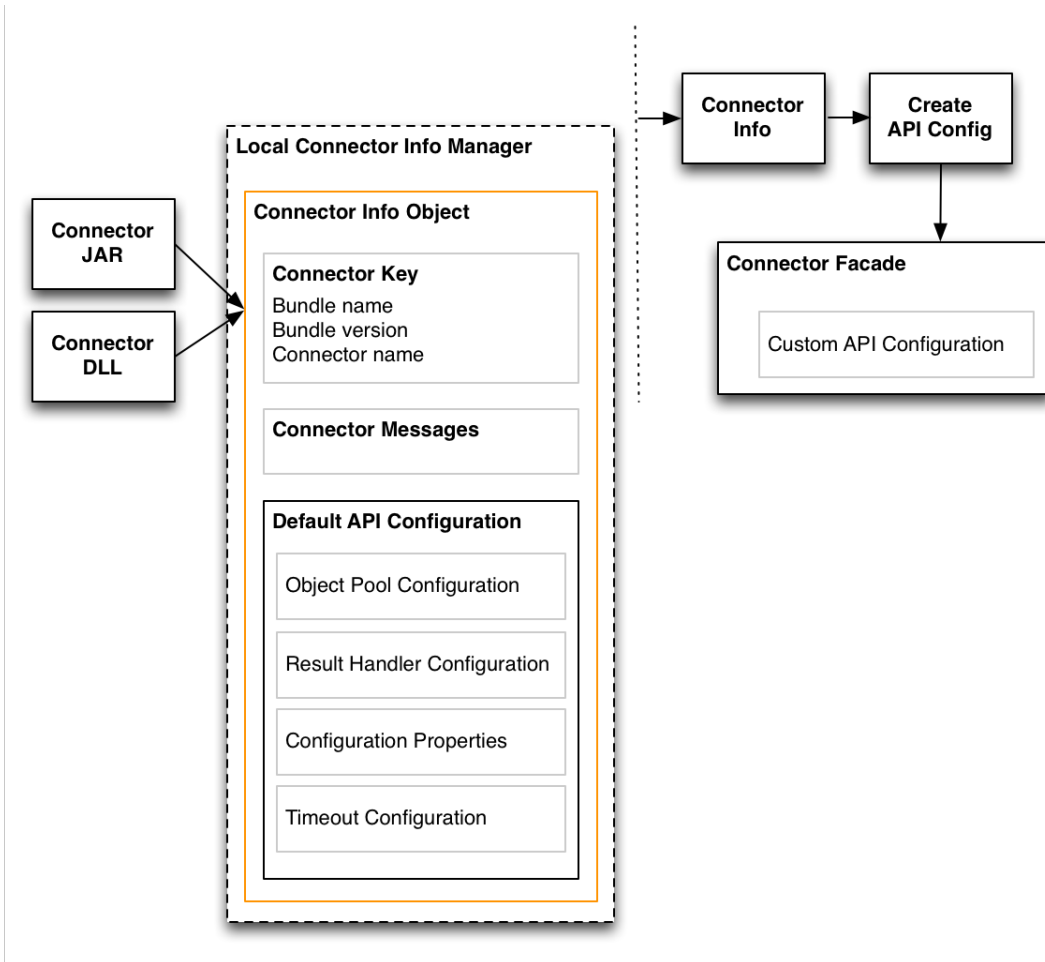 Connector
JAR
Connector
DLL
Local Connector Info Manager
Connector Info Object
Connector Key
Bundle name
Bundle version
Connector name
Connector Messages
Default API Configuration
Object Pool Configuration
Result Handler Configuration
Configuration Properties
Timeout Configuration
Connector
Info
Create
API Config
Connector Facade
Custom API Configuration